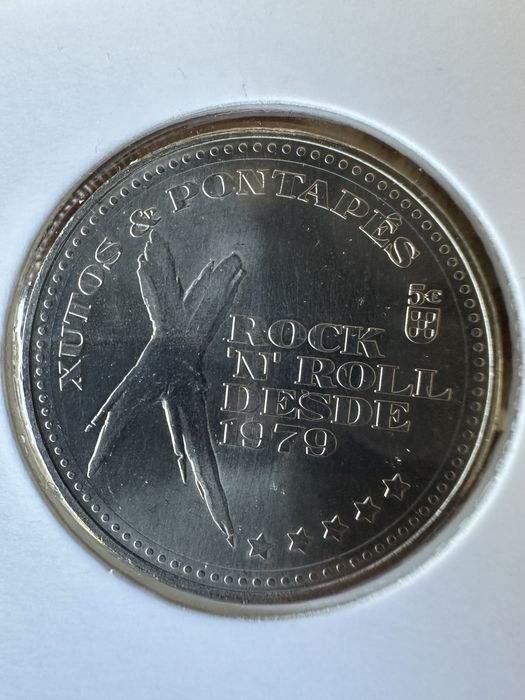 XUTOS & PONTAPÉS
5€
ROCK
'N' ROLL
DESDE
1979